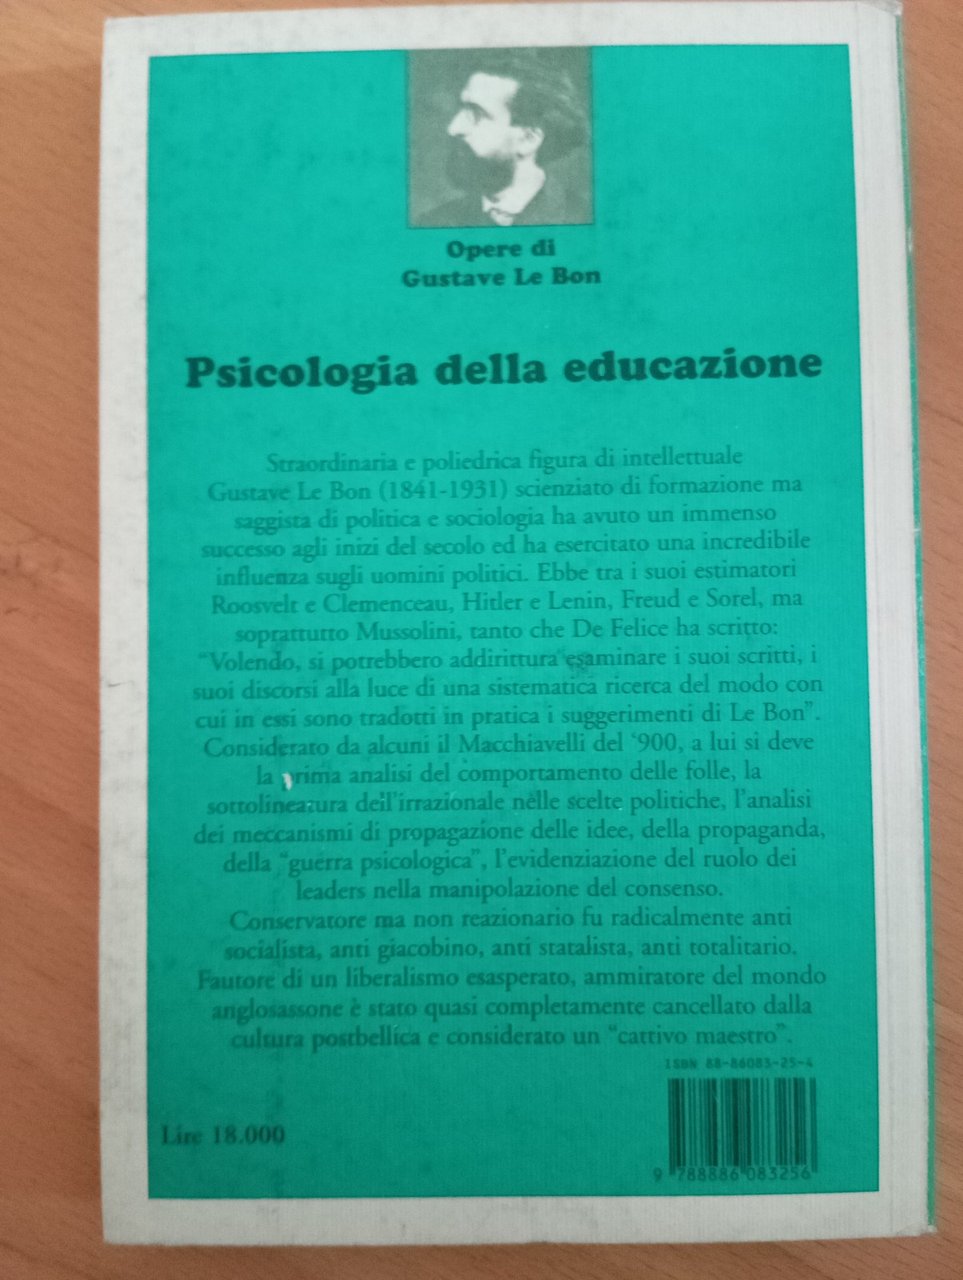 Opere di
Gustave Le Bon
Psicologia della educazione
Straordinaria e poliedrica figura di intellettuale
Gustave Le Bon (1841-1931) scienziato di formazione ma
saggista di politica e sociologia ha avuto un immenso
successo agli inizi del secolo ed ha esercitato una incredibile
influenza sugli uomini politici. Ebbe tra i suoi estimatori
Roosvelt e Clemenceau, Hitler e Lenin, Freud e Sorel, ma
soprattutto Mussolini, tanto che De Felice ha scritto:
“Volendo, si potrebbero addirittura esaminare i suoi scritti, i
suoi discorsi alla luce di una sistematica ricerca del modo con
cui in essi sono tradotti in pratica i suggerimenti di Le Bon”.
Considerato da alcuni il Macchiavelli del ‘900, a lui si deve
la prima analisi del comportamento delle folle, la
sottolineatura dell'irrazionale nelle scelte politiche, l'analisi
dei meccanismi di propagazione delle idee, della propaganda,
della “guerra psicologica”, l'evidenziazione del ruolo dei
leaders nella manipolazione del consenso.
Conservatore ma non reazionario fu radicalmente anti
socialista, anti giacobino, anti statalista, anti totalitario.
Fautore di un liberalismo esasperato, ammiratore del mondo
anglosassone è stato quasi completamente cancellato dalla
cultura postbellica e considerato un “cattivo maestro”.
ISBN 88-86083-25-4
Lire 18.000
9 788886 083256